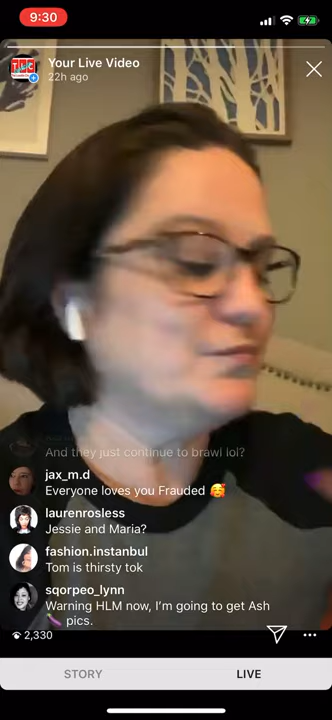 9:30
Your Live Video
22h ago
TLC
And they just continue to brawl lol?
jax_m.d
Everyone loves you Frauded 🥰
laurenrosless
Jessie and Maria?
fashion.instanbul
Tom is thirsty tok
sqorpeo_lynn
Warning HLM now, I'm going to get Ash
🍆 pics.
2,330
STORY
LIVE